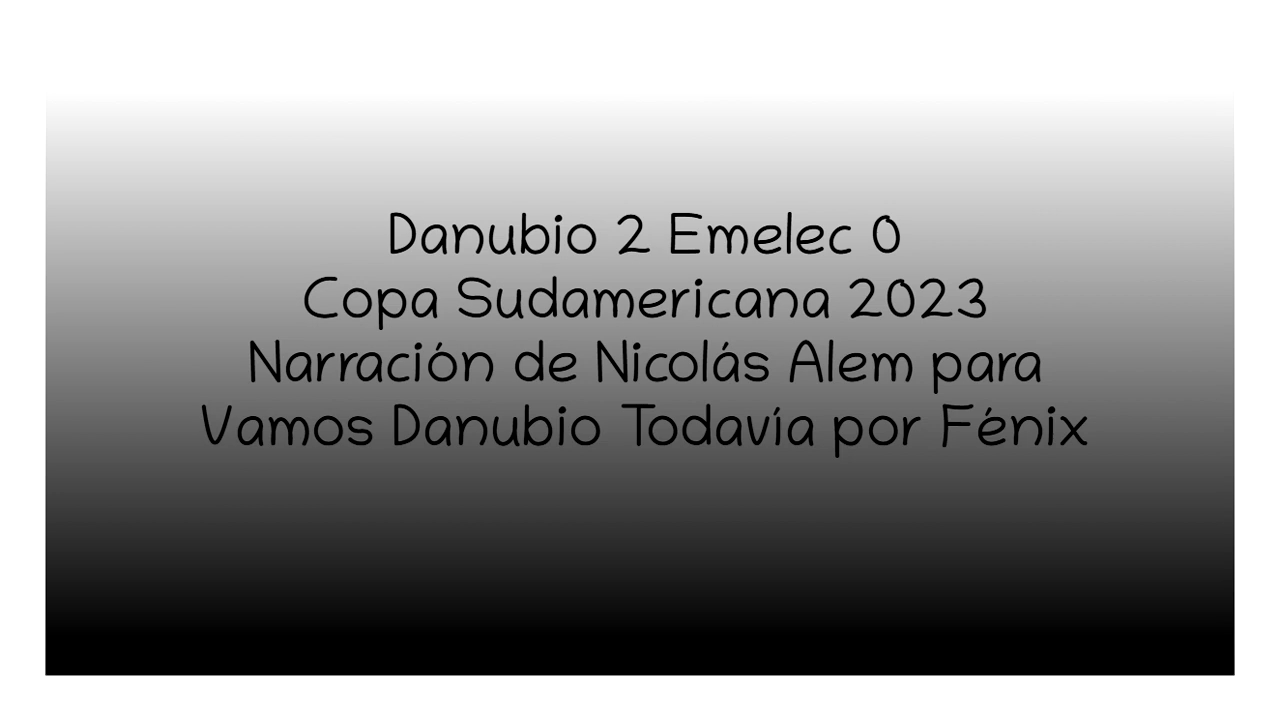 Danubio 2 Emelec 0
Copa Sudamericana 2023
Narración de Nicolás Alem para
Vamos Danubio Todavía por Fénix